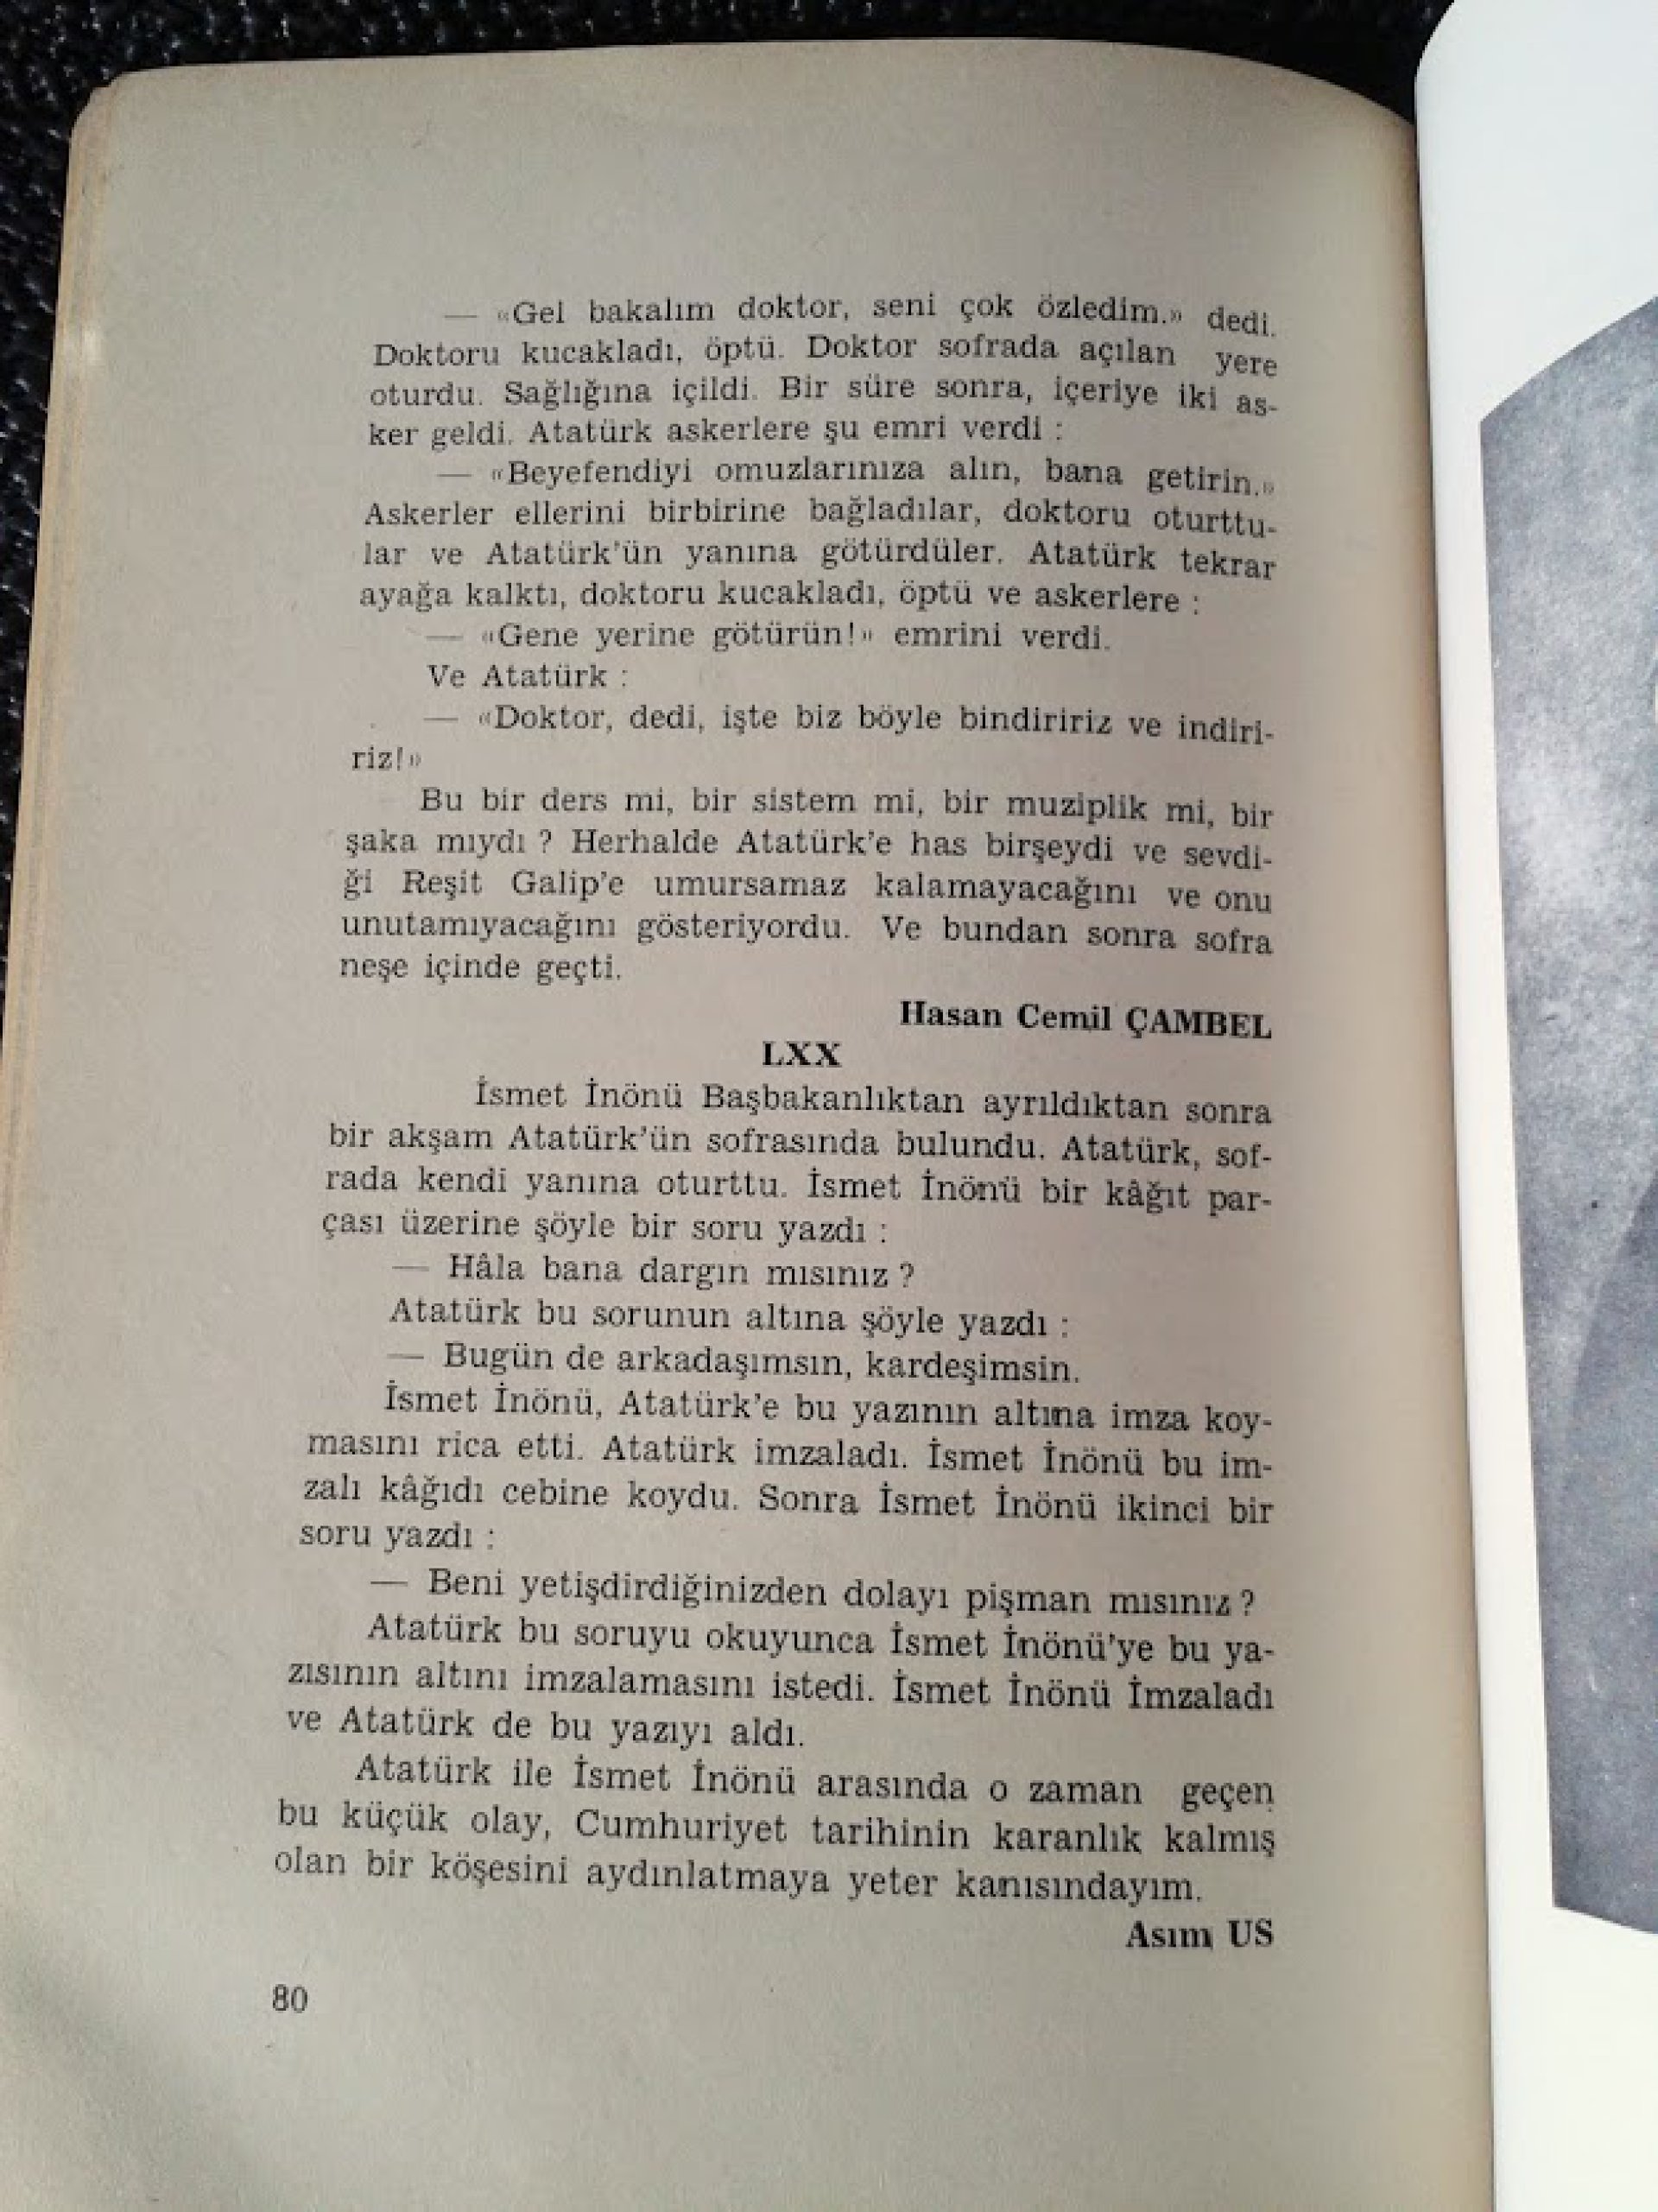 — «Gel bakalım doktor, seni çok özledim.» dedi.
Doktoru kucakladı, öptü. Doktor sofrada açılan yere
oturdu. Sağlığına içildi. Bir süre sonra, içeriye iki as-
ker geldi. Atatürk askerlere şu emri verdi :
— «Beyefendiyi omuzlarınıza alın, bana getirin.»
Askerler ellerini birbirine bağladılar, doktoru oturttu-
lar ve Atatürk'ün yanına götürdüler. Atatürk tekrar
ayağa kalktı, doktoru kucakladı, öptü ve askerlere :
— «Gene yerine götürün!» emrini verdi.
Ve Atatürk :
— «Doktor, dedi, işte biz böyle bindiririz ve indiri-
riz!»
Bu bir ders mi, bir sistem mi, bir muziplik mi, bir
şaka mıydı ? Herhalde Atatürk'e has birşeydi ve sevdi-
ği Reşit Galip'e umursamaz kalamayacağını ve onu
unutamıyacağını gösteriyordu. Ve bundan sonra sofra
neşe içinde geçti.
Hasan Cemil ÇAMBEL
LXX
İsmet İnönü Başbakanlıktan ayrıldıktan sonra
bir akşam Atatürk'ün sofrasında bulundu. Atatürk, sof-
rada kendi yanına oturttu. İsmet İnönü bir kâğıt par-
çası üzerine şöyle bir soru yazdı :
— Hâla bana dargın mısınız ?
Atatürk bu sorunun altına şöyle yazdı :
— Bugün de arkadaşımsın, kardeşimsin.
İsmet İnönü, Atatürk'e bu yazının altına imza koy-
masını rica etti. Atatürk imzaladı. İsmet İnönü bu im-
zalı kâğıdı cebine koydu. Sonra İsmet İnönü ikinci bir
soru yazdı :
— Beni yetişdirdiğinizden dolayı pişman mısınız ?
Atatürk bu soruyu okuyunca İsmet İnönü'ye bu ya-
zısının altını imzalamasını istedi. İsmet İnönü İmzaladı
ve Atatürk de bu yazıyı aldı.
Atatürk ile İsmet İnönü arasında o zaman geçen
bu küçük olay, Cumhuriyet tarihinin karanlık kalmış
olan bir köşesini aydınlatmaya yeter kanısındayım.
Asım US
80